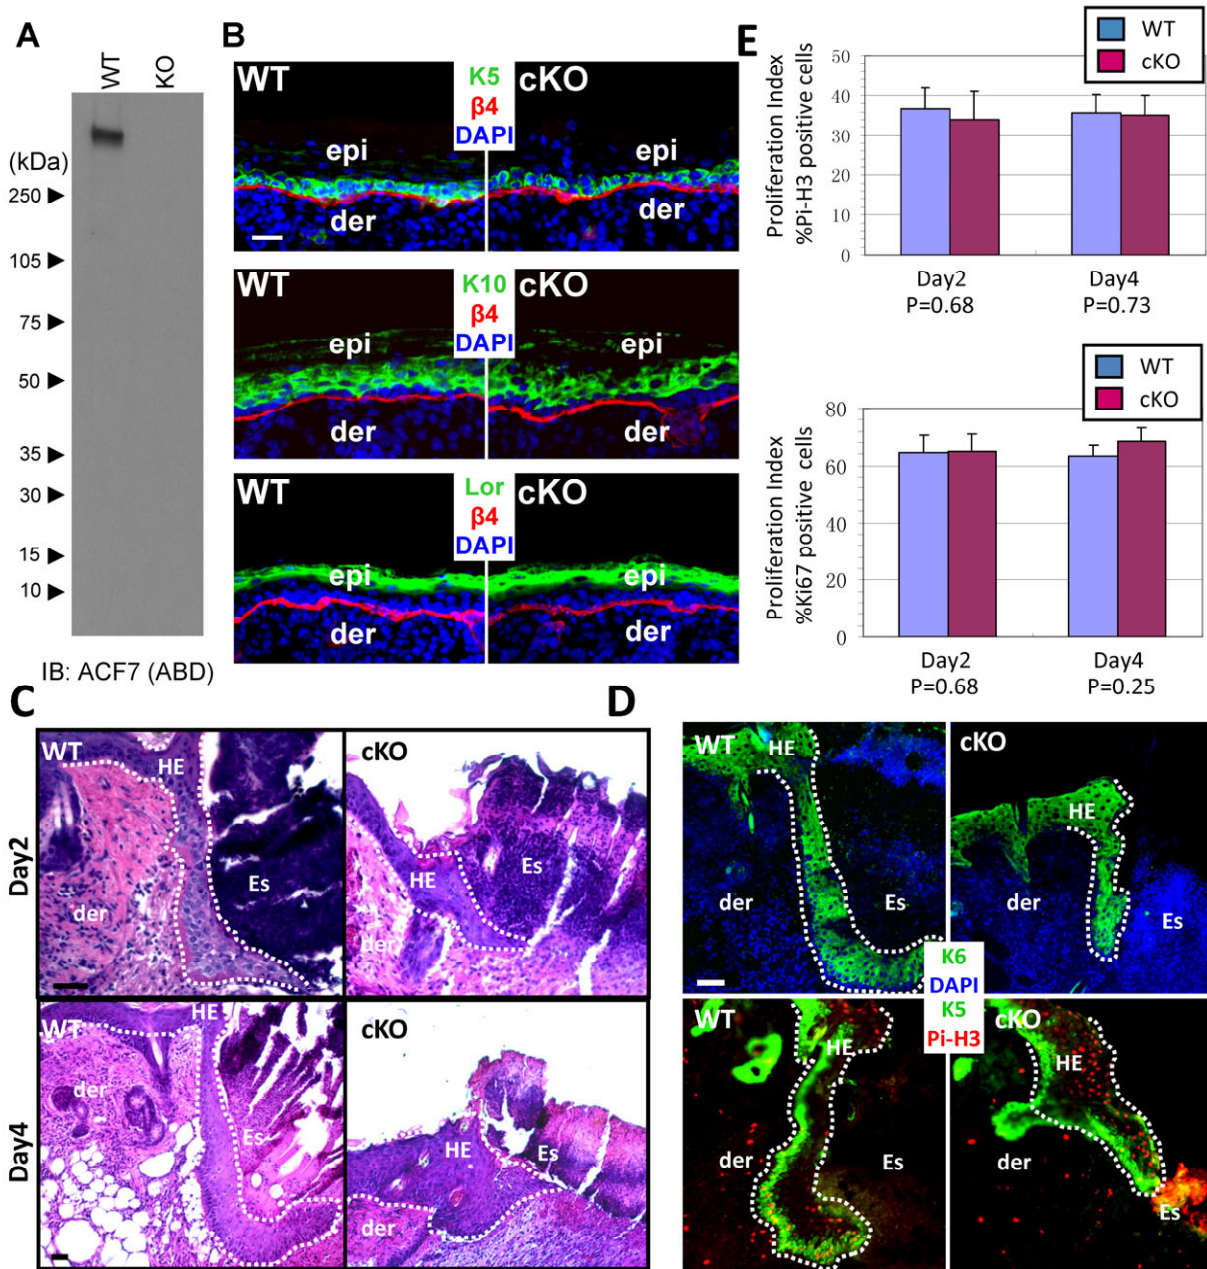 A
WT
KO
(kDa)
250
105
75
50
35
30
15
10
IB: ACF7 (ABD)
B
WT
K5
β4
DAPI
cKO
epi
epi
der
der
WT
K10
β4
DAPI
cKO
epi
epi
der
der
WT
Lor
β4
DAPI
cKO
epi
epi
der
der
E
WT
cKO
Proliferation Index
%Pi-H3 positive cells
50
40
30
20
10
0
Day2
P=0.68
Day4
P=0.73
WT
cKO
Proliferation Index
%Ki67 positive cells
80
60
40
20
0
Day2
P=0.68
Day4
P=0.25
C
Day2
WT
HE
Es
der
cKO
HE
Es
der
Day4
WT
HE
der
Es
cKO
HE
Es
der
D
WT
HE
der
Es
cKO
HE
der
Es
K6
DAPI
K5
Pi-H3
WT
HE
der
Es
cKO
HE
der
Es